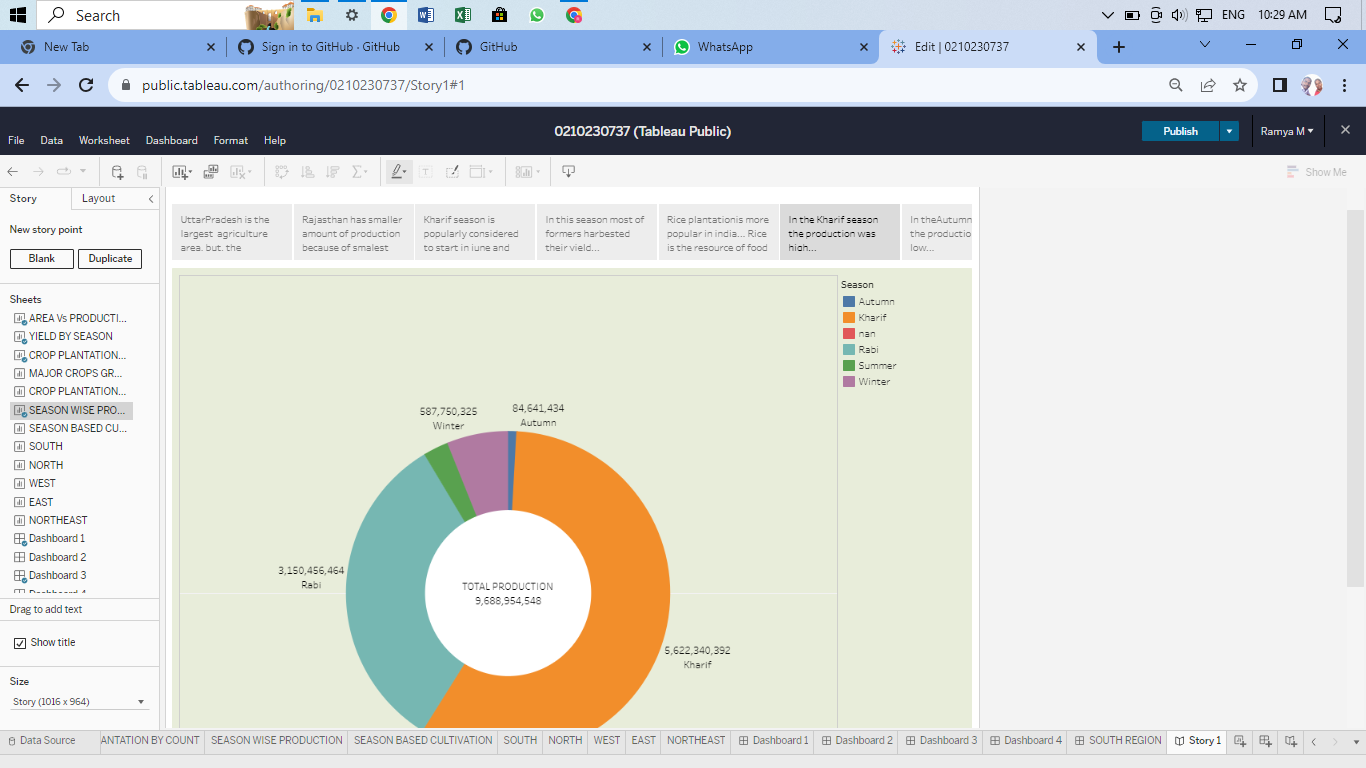 Search
ENG 10:29 AM
New Tab
Sign in to GitHub · GitHub
GitHub
WhatsApp
Edit | 0210230737
public.tableau.com/authoring/0210230737/Story1#1
0210230737 (Tableau Public)
Publish
Ramya M
File Data Worksheet Dashboard Format Help
Show Me
Story Layout
New story point
Blank Duplicate
Sheets
AREA Vs PRODUCTI...
YIELD BY SEASON
CROP PLANTATION...
MAJOR CROPS GR...
CROP PLANTATION...
SEASON WISE PRO...
SEASON BASED CU...
SOUTH
NORTH
WEST
EAST
NORTHEAST
Dashboard 1
Dashboard 2
Dashboard 3
Dashboard 4
Drag to add text
Show title
Size
Story (1016 x 964)
UttarPradesh is the
largest agriculture
area. but. the
Rajasthan has smaller
amount of production
because of smalest
Kharif season is
popularly considered
to start in june and
In this season most of
formers harbested
their yield...
Rice plantationis more
popular in india... Rice
is the resource of food
In the Kharif season
the production was
high...
In theAutumn
the productio
low...
Season
Autumn
Kharif
nan
Rabi
Summer
Winter
587,750,325
Winter
84,641,434
Autumn
3,150,456,464
Rabi
TOTAL PRODUCTION
9,688,954,548
5,622,340,392
Kharif
Data Source
ANTATION BY COUNT
SEASON WISE PRODUCTION
SEASON BASED CULTIVATION
SOUTH
NORTH
WEST
EAST
NORTHEAST
Dashboard 1
Dashboard 2
Dashboard 3
Dashboard 4
SOUTH REGION
Story 1